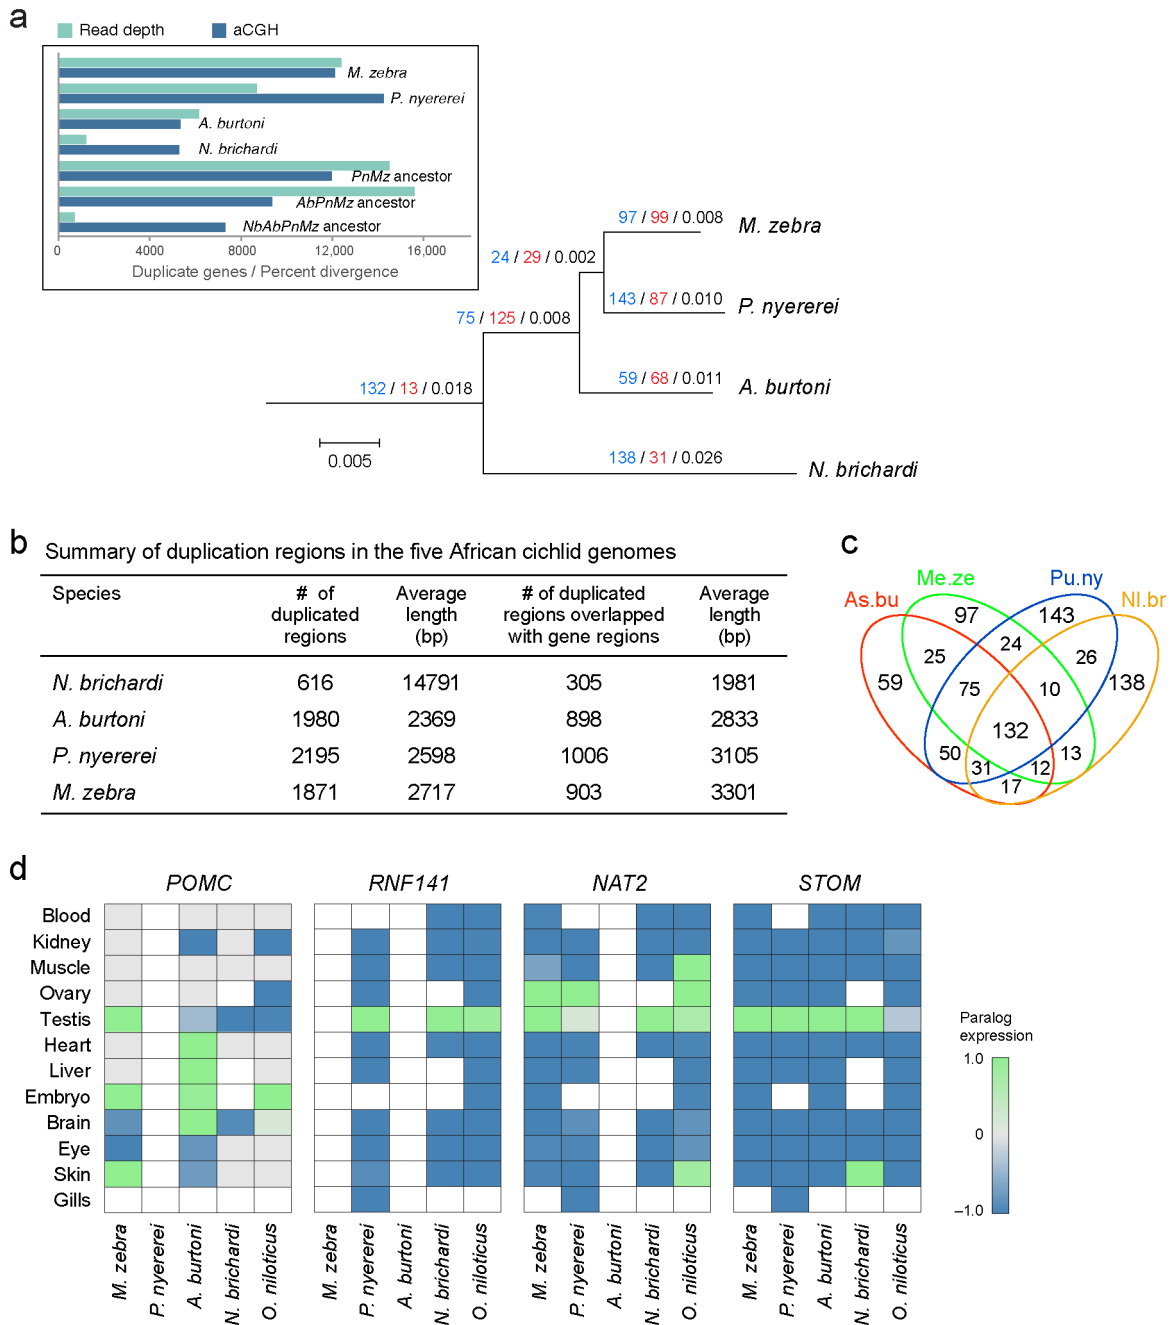 a
Read depth
aCGH
M. zebra
P. nyererei
A. burtoni
N. brichardi
PnMz ancestor
AbPnMz ancestor
NbAbPnMz ancestor
0 4000 8000 12,000 16,000
Duplicate genes / Percent divergence
97 / 99 / 0.008
M. zebra
24 / 29 / 0.002
143 / 87 / 0.010
P. nyererei
75 / 125 / 0.008
59 / 68 / 0.011
A. burtoni
132 / 13 / 0.018
0.005
138 / 31 / 0.026
N. brichardi
b
Summary of duplication regions in the five African cichlid genomes
Species
# of
duplicated
regions
Average
length
(bp)
# of duplicated
regions overlapped
with gene regions
Average
length
(bp)
N. brichardi 616 14791 305 1981
A. burtoni 1980 2369 898 2833
P. nyererei 2195 2598 1006 3105
M. zebra 1871 2717 903 3301
c
Me.ze
Pu.ny
As.bu
Nl.br
97
143
24
25
26
59
75
10
138
132
50
13
31
12
17
d
POMC
RNF141
NAT2
STOM
Blood
Kidney
Muscle
Ovary
Testis
Heart
Liver
Embryo
Brain
Eye
Skin
Gills
Paralog
expression
1.0
0
–1.0
M. zebra
P. nyererei
A. burtoni
N. brichardi
O. niloticus
M. zebra
P. nyererei
A. burtoni
N. brichardi
O. niloticus
M. zebra
P. nyererei
A. burtoni
N. brichardi
O. niloticus
M. zebra
P. nyererei
A. burtoni
N. brichardi
O. niloticus